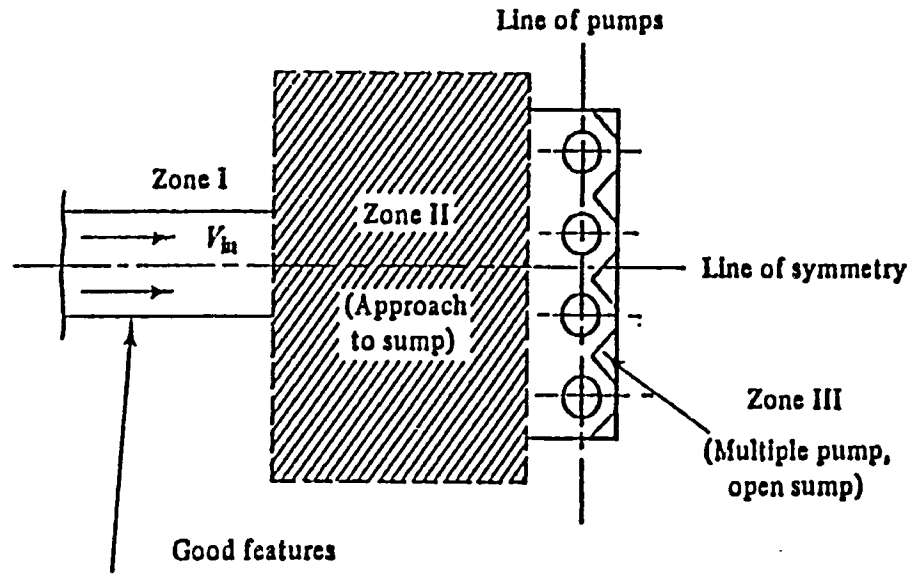 Line of pumps
Zone I
V_in
Zone II
Line of symmetry
(Approach
to sump)
Zone III
(Multiple pump,
open sump)
Good features